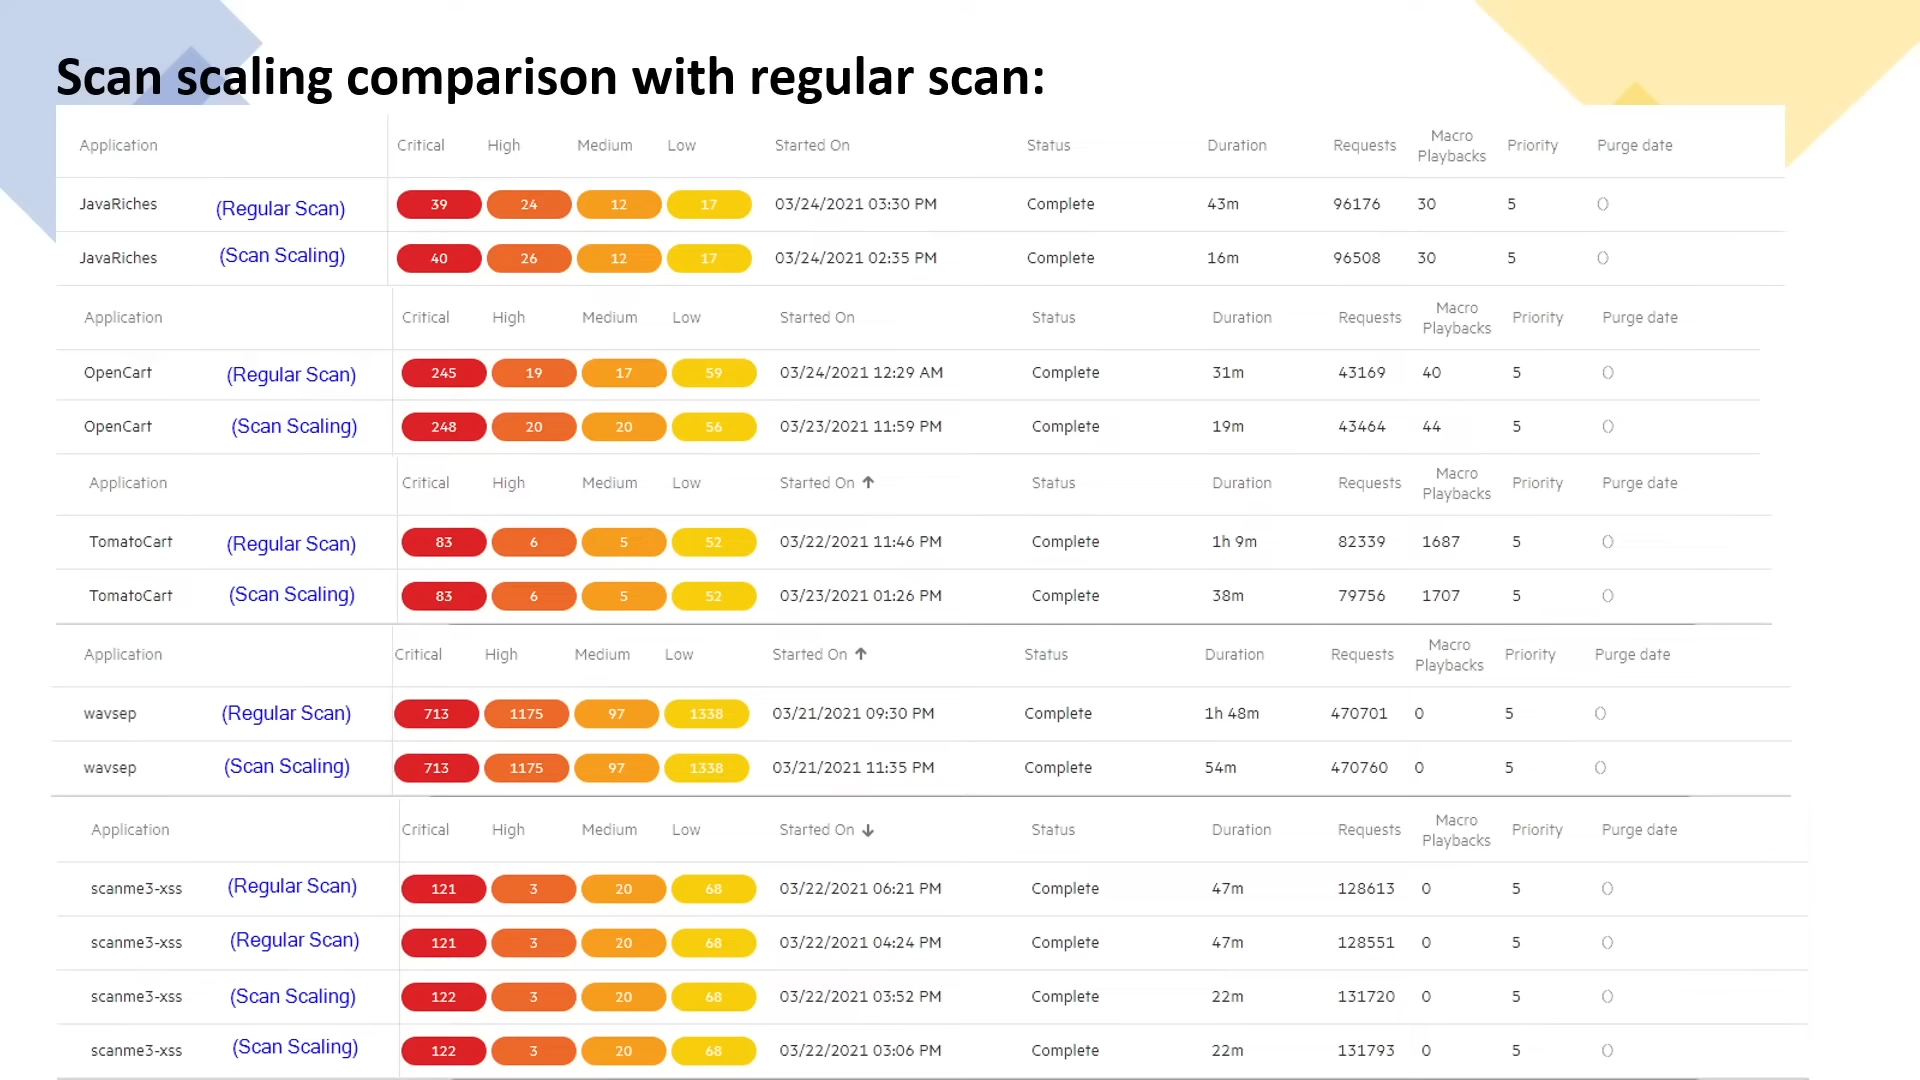 Scan scaling comparison with regular scan:
Application Critical High Medium Low Started On Status Duration Requests Macro Playbacks Priority Purge date
JavaRiches (Regular Scan) 39 24 12 17 03/24/2021 03:30 PM Complete 43m 96176 30 5
JavaRiches (Scan Scaling) 40 26 12 17 03/24/2021 02:35 PM Complete 16m 96508 30 5
Application Critical High Medium Low Started On Status Duration Requests Macro Playbacks Priority Purge date
OpenCart (Regular Scan) 245 19 17 59 03/24/2021 12:29 AM Complete 31m 43169 40 5
OpenCart (Scan Scaling) 248 20 20 56 03/23/2021 11:59 PM Complete 19m 43464 44 5
Application Critical High Medium Low Started On ↑ Status Duration Requests Macro Playbacks Priority Purge date
TomatoCart (Regular Scan) 83 6 5 52 03/22/2021 11:46 PM Complete 1h 9m 82339 1687 5
TomatoCart (Scan Scaling) 83 6 5 52 03/23/2021 01:26 PM Complete 38m 79756 1707 5
Application Critical High Medium Low Started On ↑ Status Duration Requests Macro Playbacks Priority Purge date
wavsep (Regular Scan) 713 1175 97 1338 03/21/2021 09:30 PM Complete 1h 48m 470701 0 5
wavsep (Scan Scaling) 713 1175 97 1338 03/21/2021 11:35 PM Complete 54m 470760 0 5
Application Critical High Medium Low Started On ↓ Status Duration Requests Macro Playbacks Priority Purge date
scanme3-xss (Regular Scan) 121 3 20 68 03/22/2021 06:21 PM Complete 47m 128613 0 5
scanme3-xss (Regular Scan) 121 3 20 68 03/22/2021 04:24 PM Complete 47m 128551 0 5
scanme3-xss (Scan Scaling) 122 3 20 68 03/22/2021 03:52 PM Complete 22m 131720 0 5
scanme3-xss (Scan Scaling) 122 3 20 68 03/22/2021 03:06 PM Complete 22m 131793 0 5